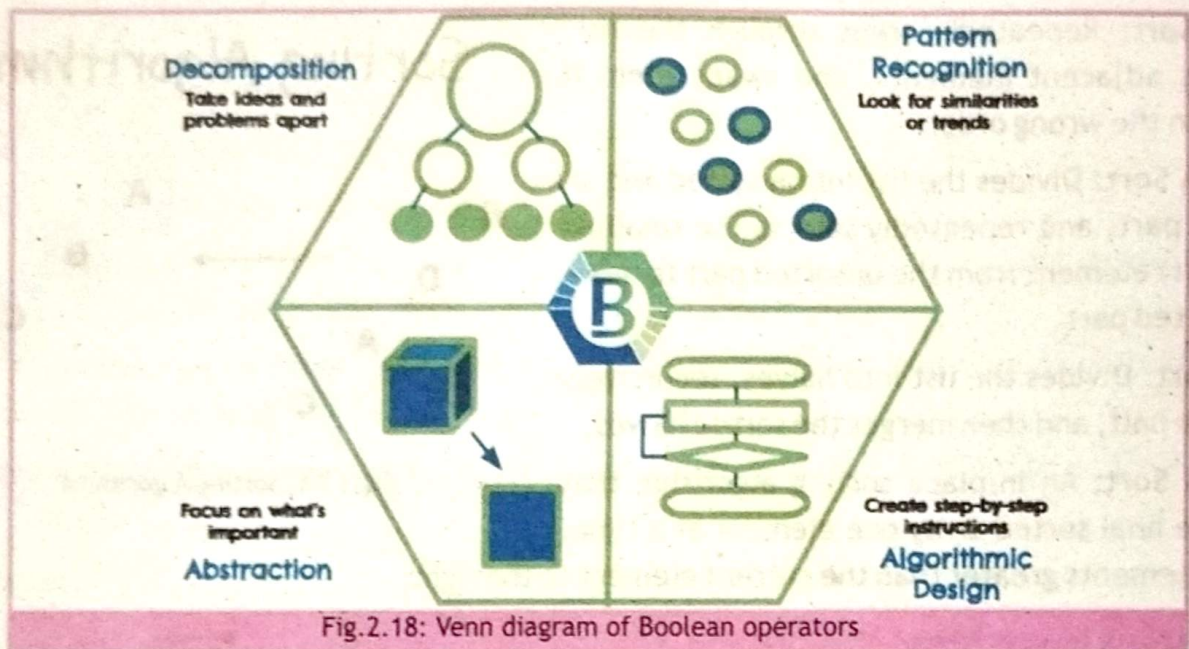 Decomposition
Take ideas and
problems apart
Pattern
Recognition
Look for similarities
or trends
B
Focus on what's
important
Abstraction
Create step-by-step
instructions
Algorithmic
Design
Fig.2.18: Venn diagram of Boolean operators